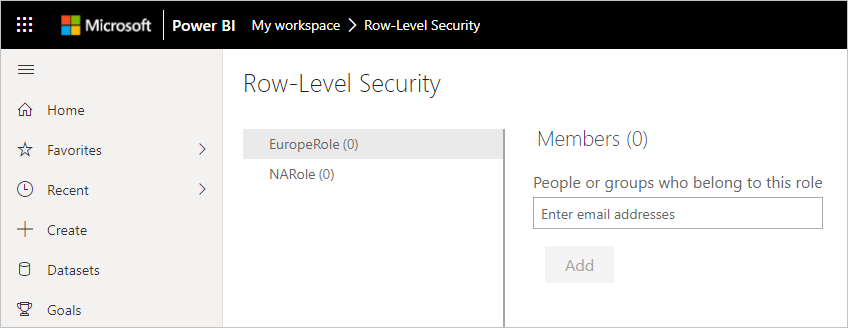 Microsoft Power BI My workspace > Row-Level Security
Home
Favorites
Recent
Create
Datasets
Goals
Row-Level Security
EuropeRole (0)
NARole (0)
Members (0)
People or groups who belong to this role
Enter email addresses
Add